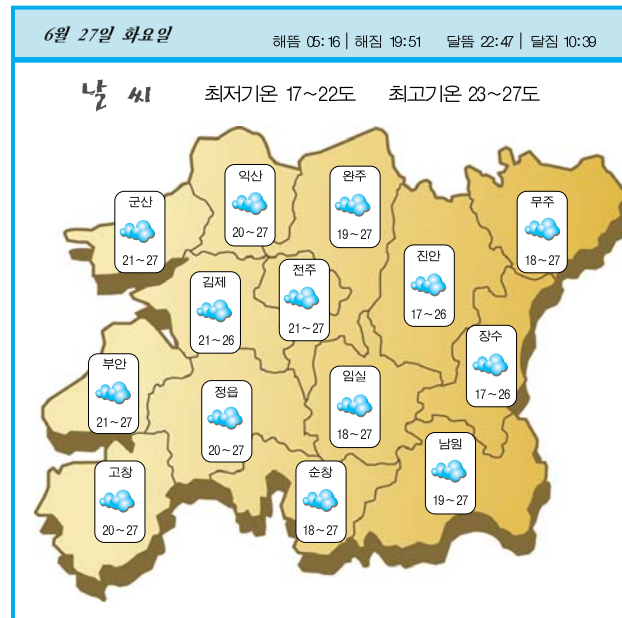 6월 27일 화요일
해뜸 05:16 | 해짐 19:51 달뜸 22:47 | 달짐 10:39
날 씨 최저기온 17~22도 최고기온 23~27도
익산
20~27
완주
19~27
군산
21~27
무주
18~27
진안
17~26
전주
21~27
김제
21~26
장수
17~26
부안
21~27
임실
18~27
정읍
20~27
남원
19~27
고창
20~27
순창
18~27